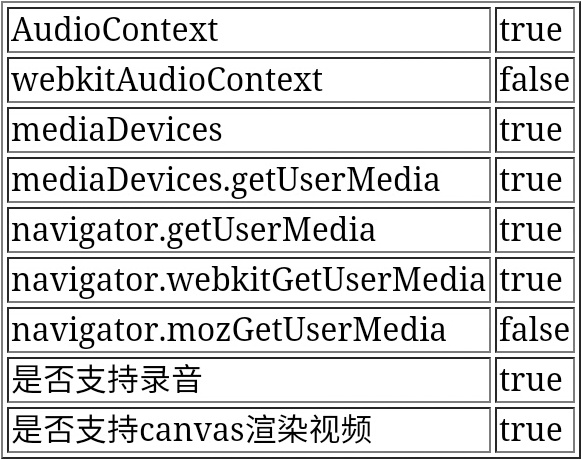 AudioContext true
webkitAudioContext false
mediaDevices true
mediaDevices.getUserMedia true
navigator.getUserMedia true
navigator.webkitGetUserMedia true
navigator.mozGetUserMedia false
是否支持录音 true
是否支持canvas渲染视频 true